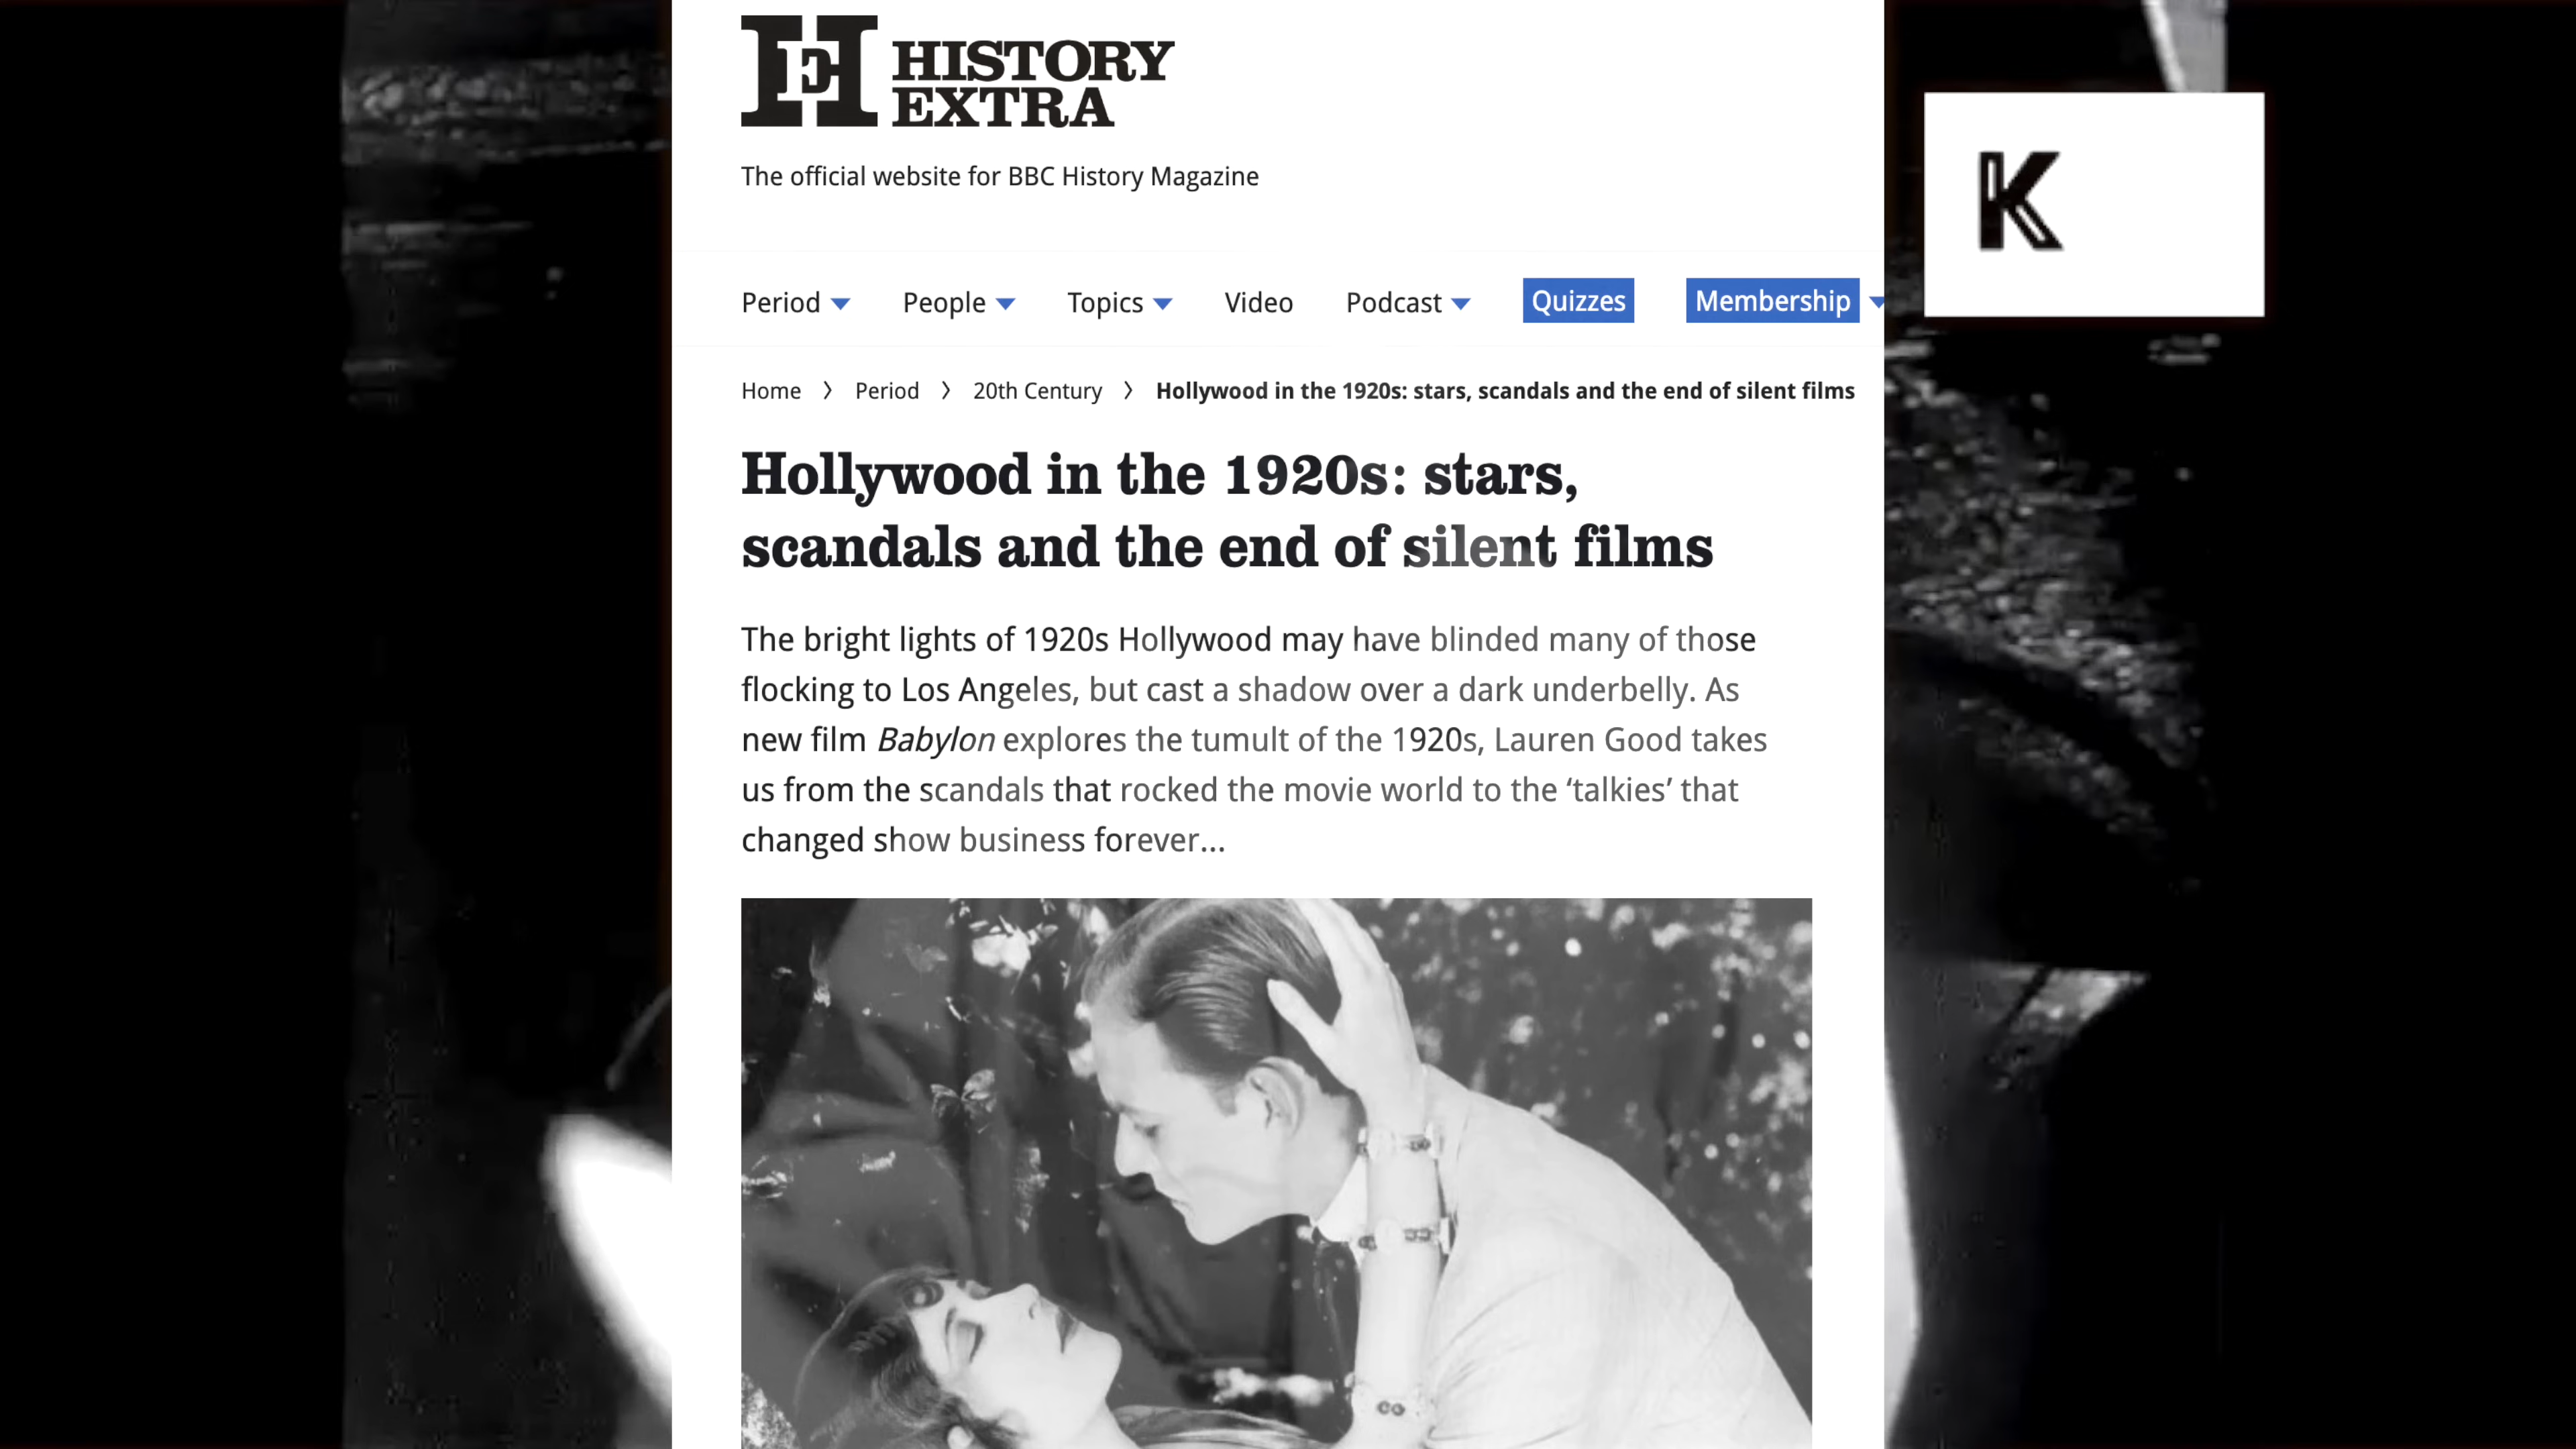 HE HISTORY
EXTRA
The official website for BBC History Magazine
Period People Topics Video Podcast Quizzes Membership
Home > Period > 20th Century > Hollywood in the 1920s: stars, scandals and the end of silent films
Hollywood in the 1920s: stars,
scandals and the end of silent films
The bright lights of 1920s Hollywood may have blinded many of those
flocking to Los Angeles, but cast a shadow over a dark underbelly. As
new film Babylon explores the tumult of the 1920s, Lauren Good takes
us from the scandals that rocked the movie world to the ‘talkies’ that
changed show business forever...
K